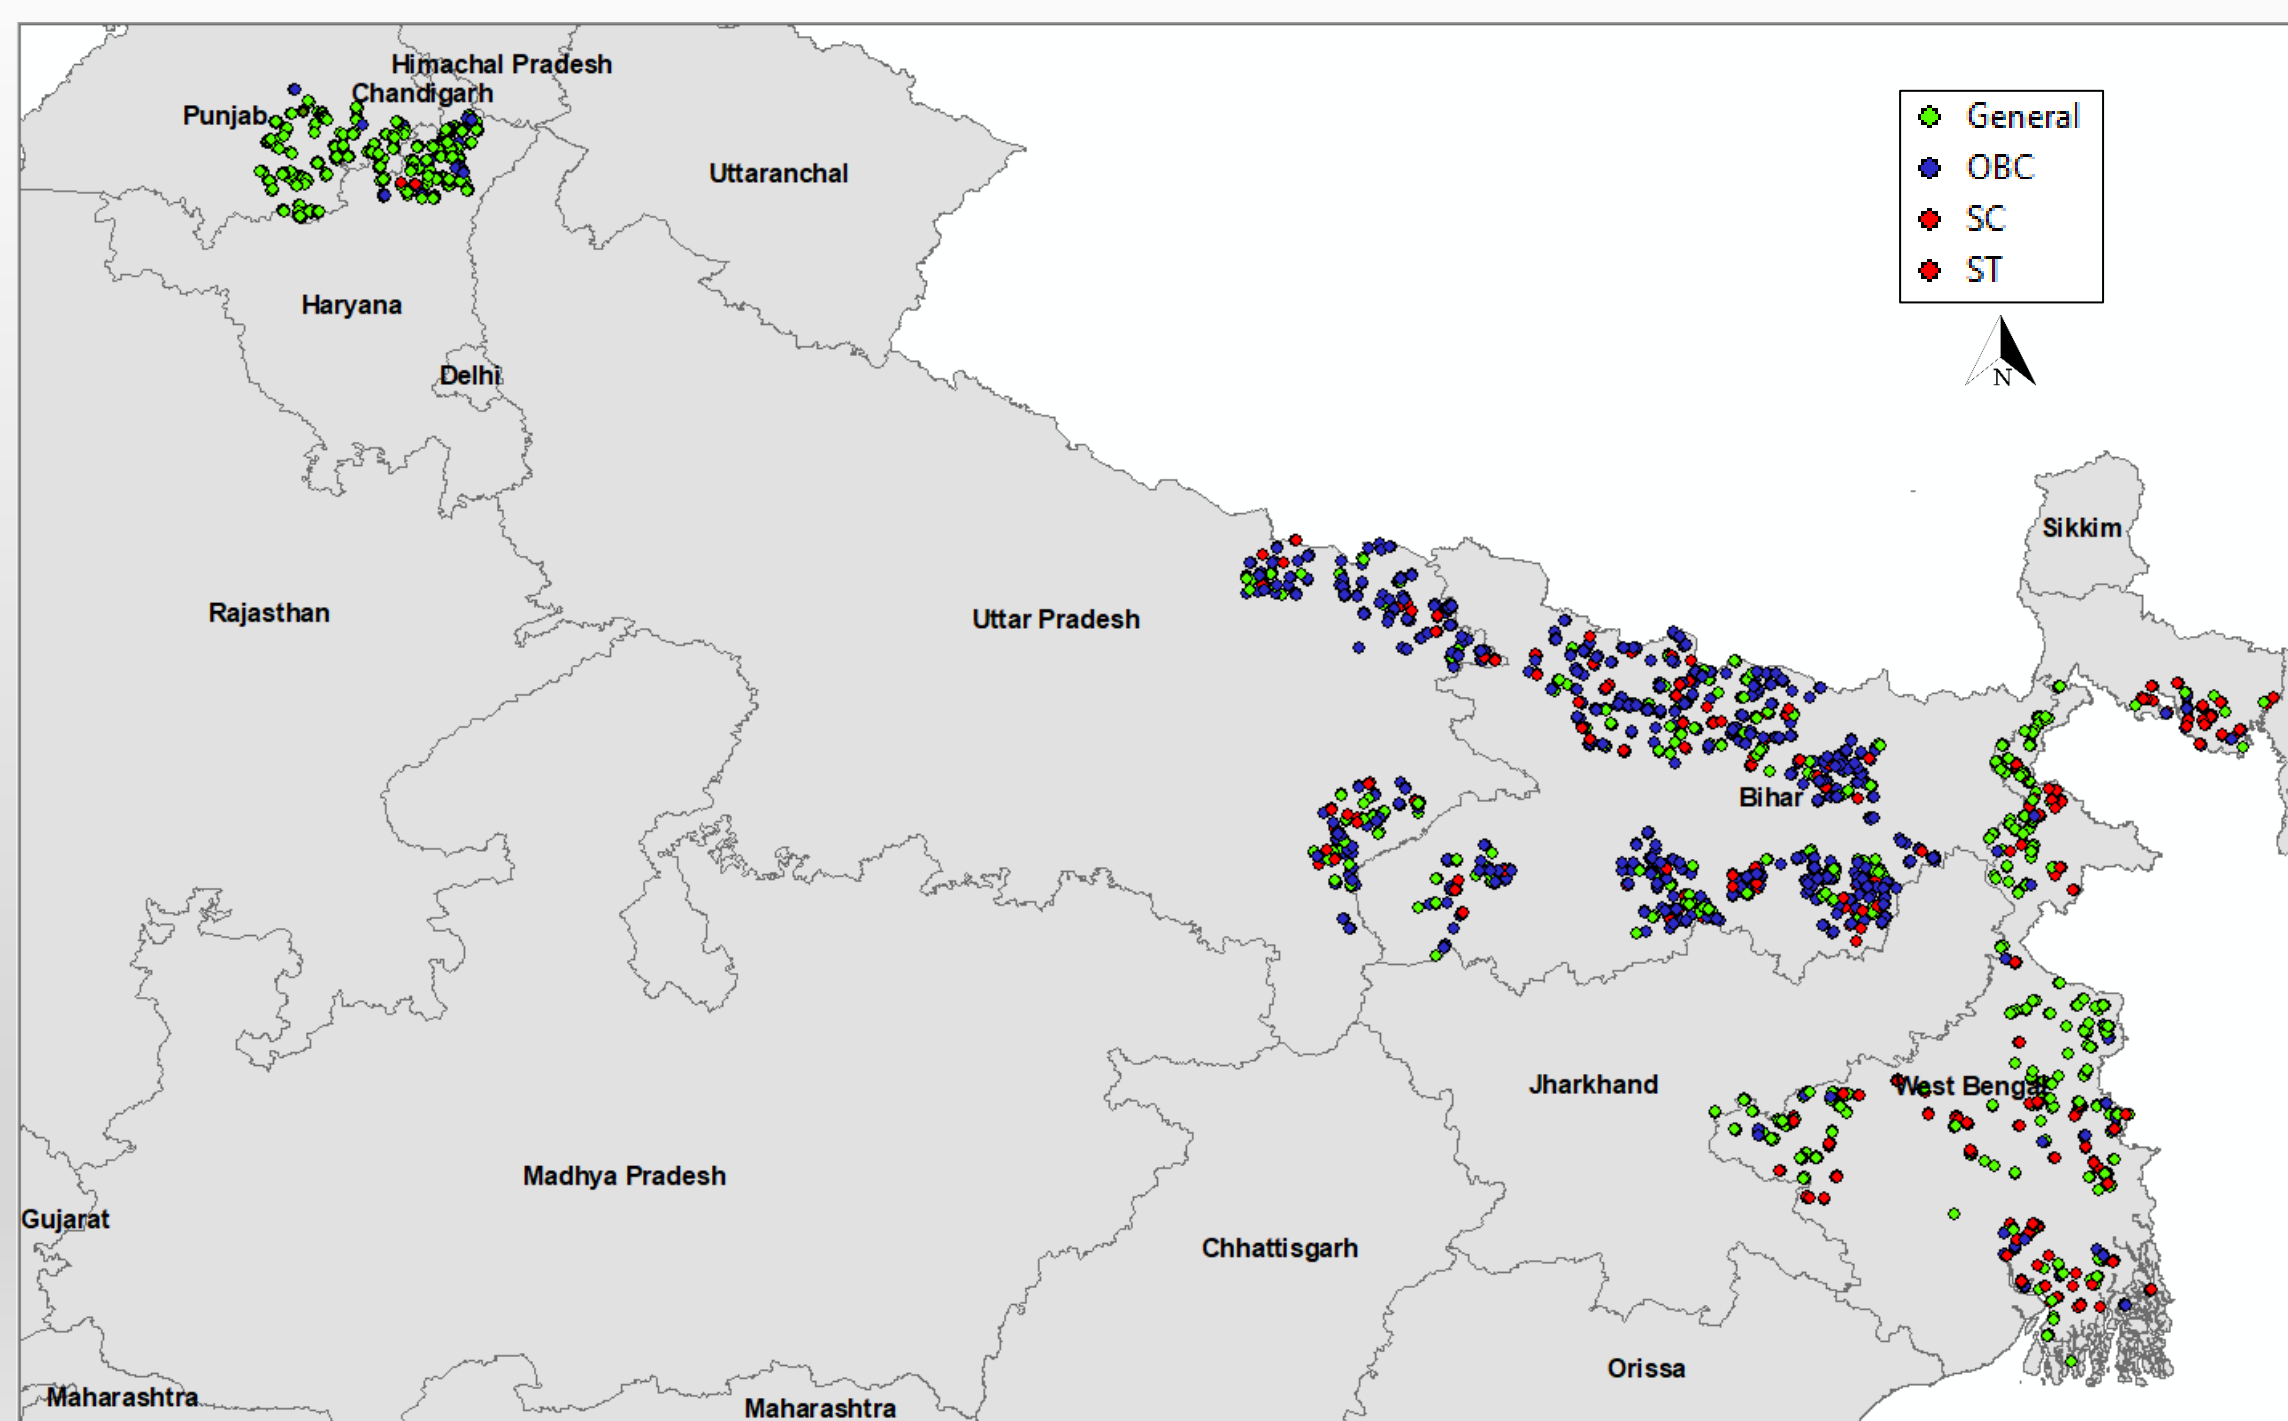 Himachal Pradesh
Chandigarh
Punjab
Uttaranchal
General
OBC
SC
ST
N
Haryana
Delhi
Sikkim
Rajasthan
Uttar Pradesh
Bihar
Jharkhand
West Bengal
Madhya Pradesh
Gujarat
Chhattisgarh
Orissa
Maharashtra
Maharashtra